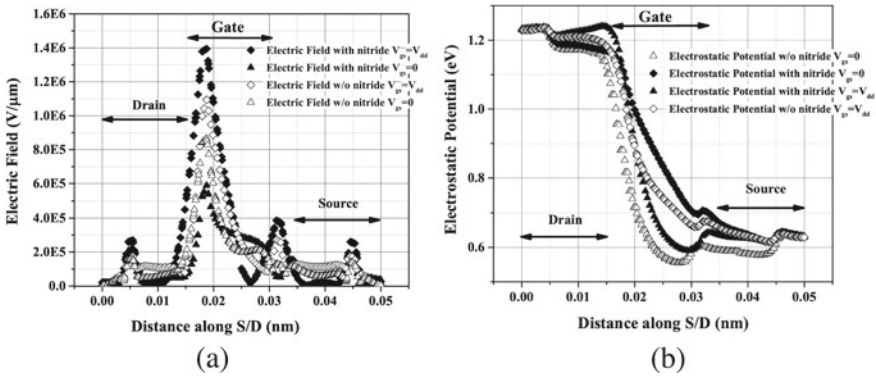 (a)
Gate
Electric Field with nitride Vgs=Vdd
Electric Field with nitride Vgs=0
Electric Field w/o nitride Vgs=Vdd
Electric Field w/o nitride Vgs=0
Drain
Source
Electric Field (V/μm)
1.6E6
1.4E6
1.2E6
1.0E6
8.0E5
6.0E5
4.0E5
2.0E5
0.0
0.00 0.01 0.02 0.03 0.04 0.05
Distance along S/D (nm)
(a)
b)
Gate
Electrostatic Potential w/o nitride Vgs=0
Electrostatic Potential with nitride Vgs=0
Electrostatic Potential with nitride Vgs=Vdd
Electrostatic Potential w/o nitride Vgs=Vdd
Source
Drain
Electrostatic Potential (eV)
1.2
1.0
0.8
0.6
0.00 0.01 0.02 0.03 0.04 0.05
Distance along S/D (nm)
(b)